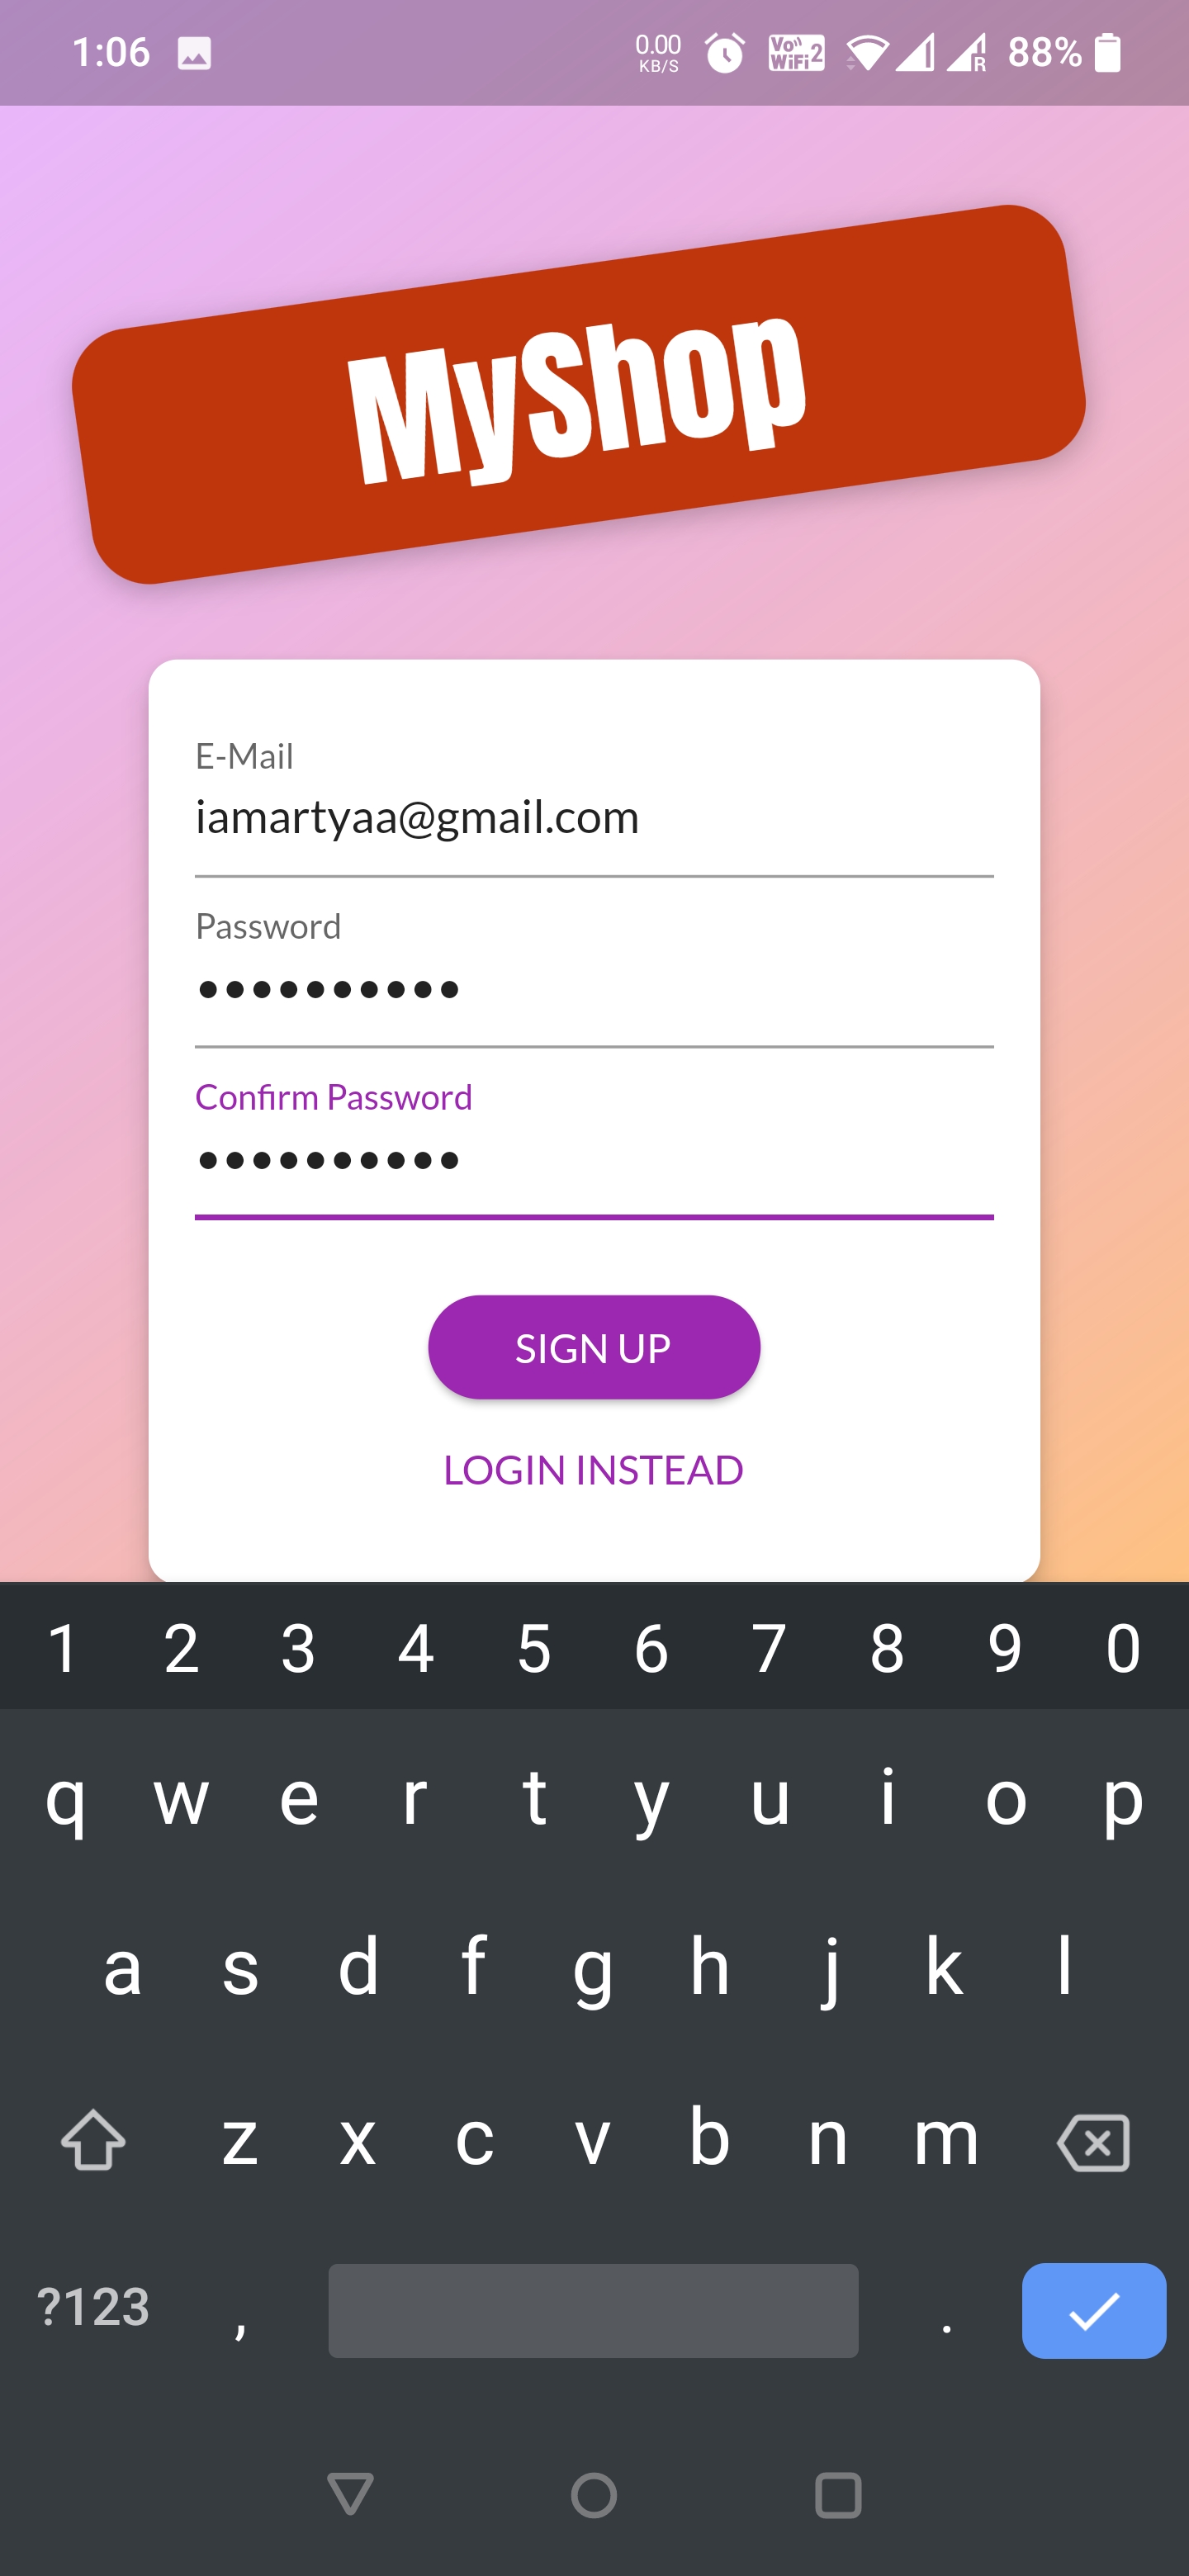 1:06 0.00 KB/S Vo WiFi 2 R 88%
MyShop
E-Mail
iamartyaa@gmail.com
Password
••••••••••
Confirm Password
••••••••••
SIGN UP
LOGIN INSTEAD
1 2 3 4 5 6 7 8 9 0
q w e r t y u i o p
a s d f g h j k l
z x c v b n m
?123 , .